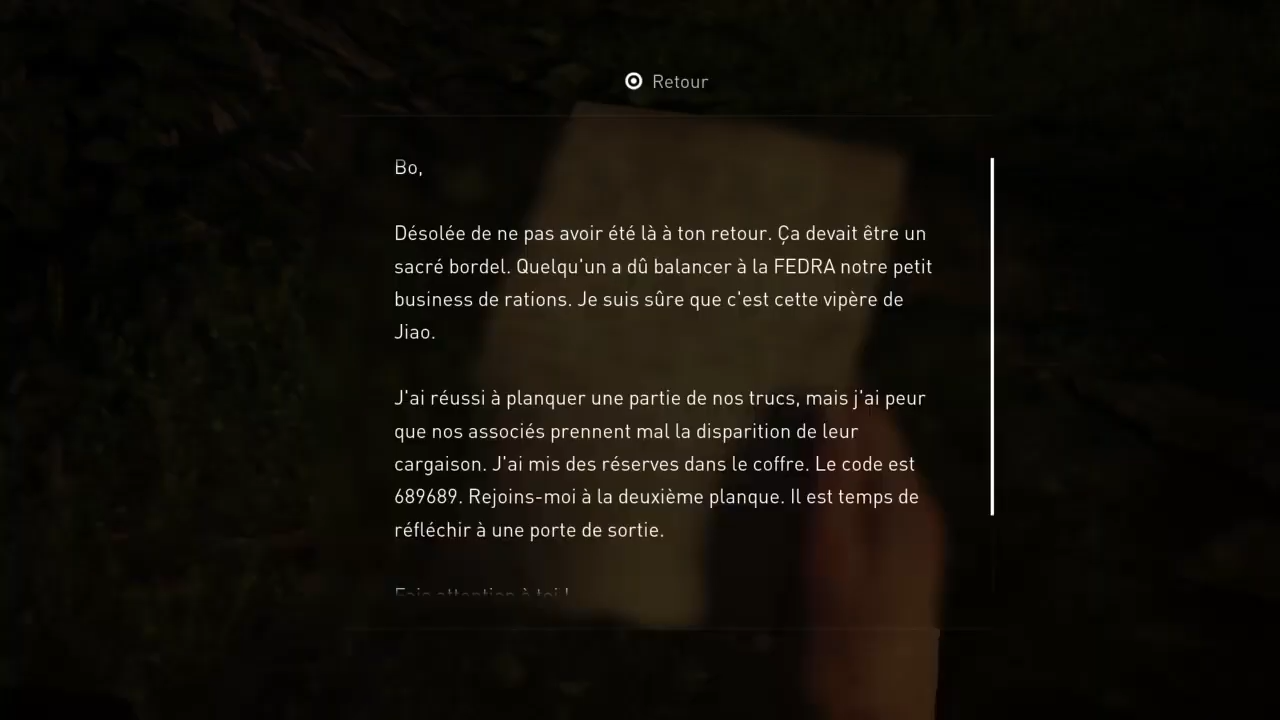 Retour
Bo,
Désolée de ne pas avoir été là à ton retour. Ça devait être un
sacré bordel. Quelqu'un a dû balancer à la FEDRA notre petit
business de rations. Je suis sûre que c'est cette vipère de
Jiao.
J'ai réussi à planquer une partie de nos trucs, mais j'ai peur
que nos associés prennent mal la disparition de leur
cargaison. J'ai mis des réserves dans le coffre. Le code est
689689. Rejoins-moi à la deuxième planque. Il est temps de
réfléchir à une porte de sortie.
Fais attention à toi !